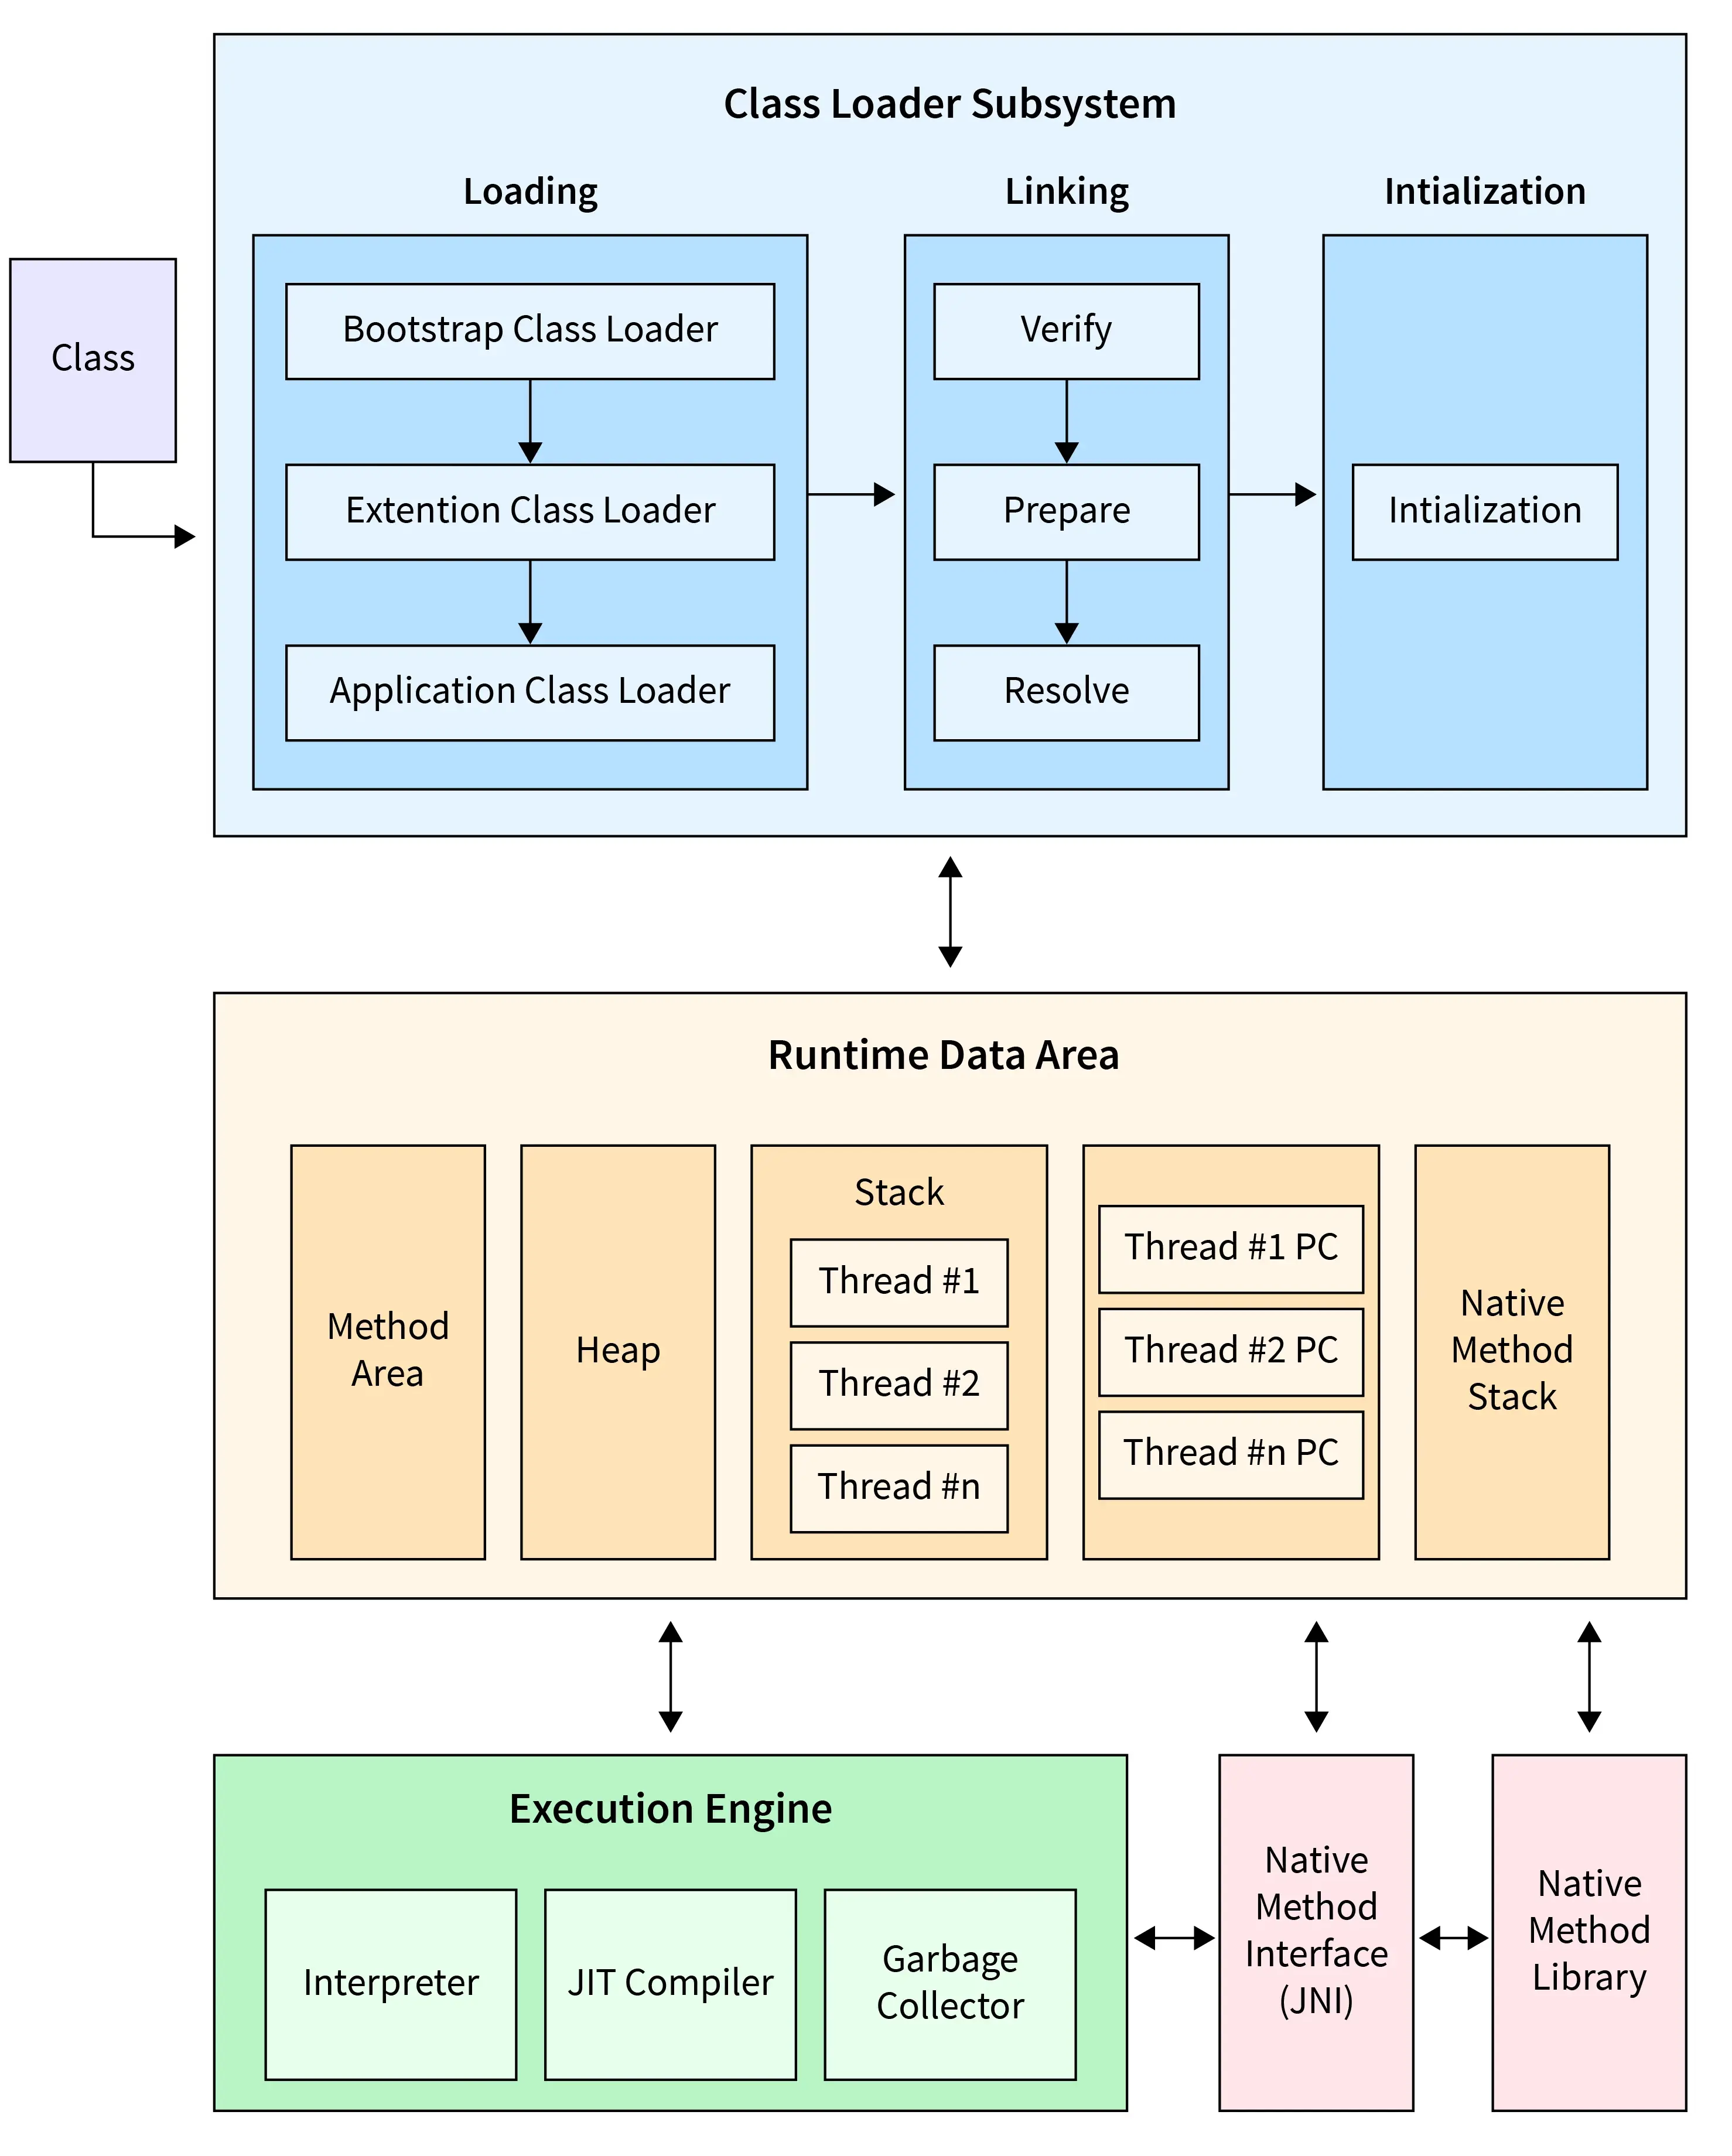 Class Loader Subsystem
Loading
Linking
Intialization
Class
Bootstrap Class Loader
Extention Class Loader
Application Class Loader
Verify
Prepare
Resolve
Intialization
Runtime Data Area
Method
Area
Heap
Stack
Thread #1
Thread #2
Thread #n
Thread #1 PC
Thread #2 PC
Thread #n PC
Native
Method
Stack
Execution Engine
Interpreter
JIT Compiler
Garbage
Collector
Native
Method
Interface
(JNI)
Native
Method
Library